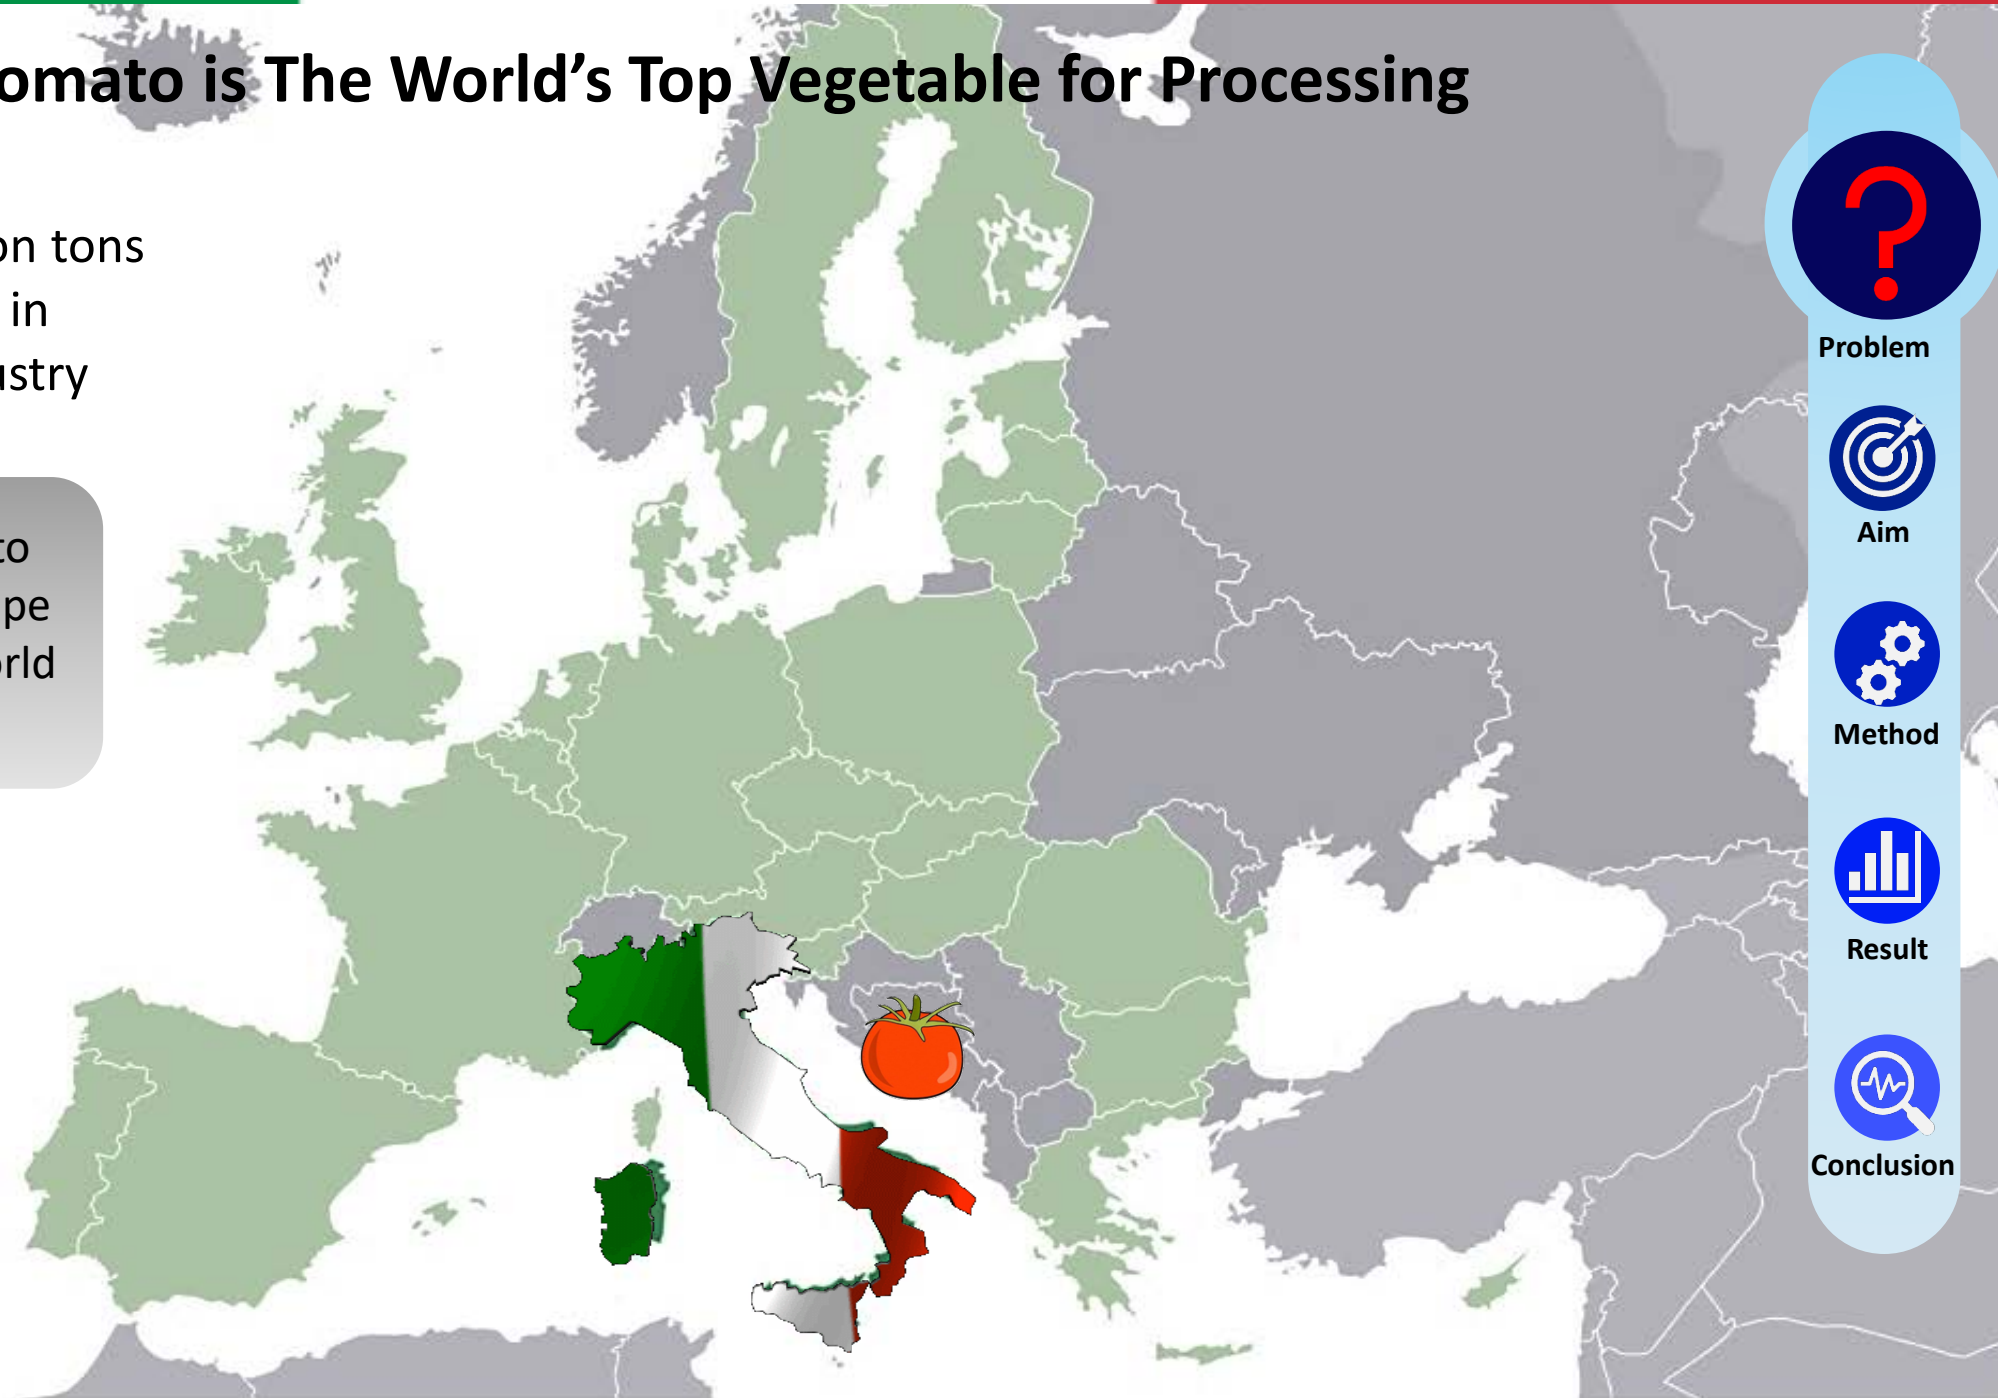 omato is The World's Top Vegetable for Processing
on tons
in
ustry
to
pe
orld
Problem
Aim
Method
Result
Conclusion